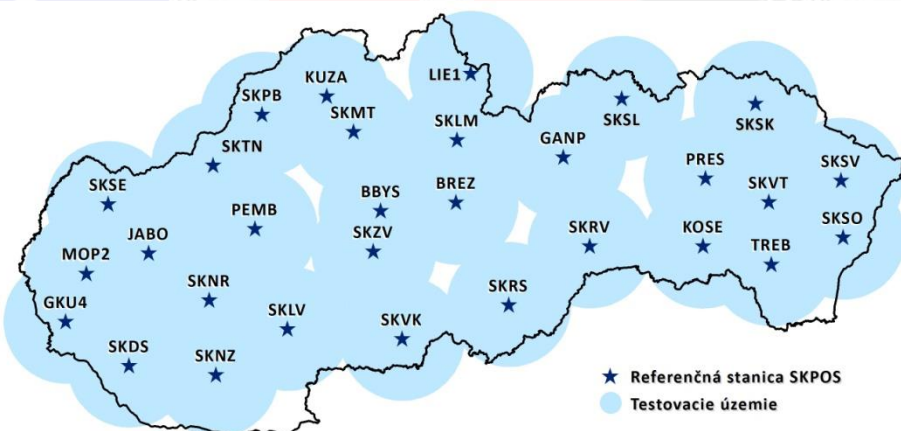 LIE1
KUZA
SKPB
SKMT
SKLM
SKSL
SKSK
GANP
SKTN
PRES
SKSV
SKSE
SKVT
BREZ
BBYS
PEMB
SKSO
SKZV
SKRV
KOSE
JABO
TREB
MOP2
SKNR
SKRS
GKU4
SKLV
SKVK
SKDS
SKNZ
Referenčná stanica SKPOS
Testovacie územie